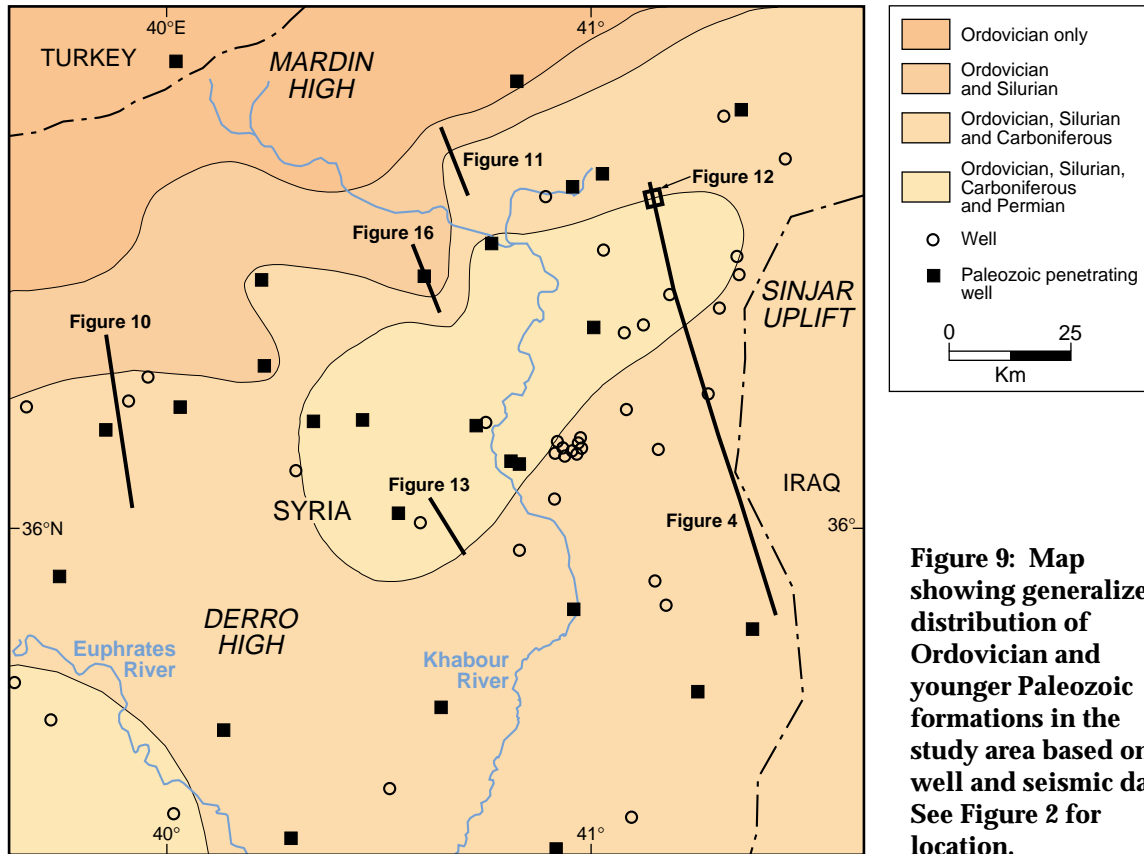 40°E
41°
TURKEY
MARDIN
HIGH
Figure 11
Figure 12
Figure 16
SINJAR
UPLIFT
Figure 10
Figure 13
SYRIA
IRAQ
36°N
36°
Figure 4
DERRO
HIGH
Euphrates
River
Khabour
River
40°
41°
Ordovician only
Ordovician
and Silurian
Ordovician, Silurian
and Carboniferous
Ordovician, Silurian,
Carboniferous
and Permian
Well
Paleozoic penetrating
well
0 25
Km
Figure 9: Map
showing generalize
distribution of
Ordovician and
younger Paleozoic
formations in the
study area based on
well and seismic da
See Figure 2 for
location.